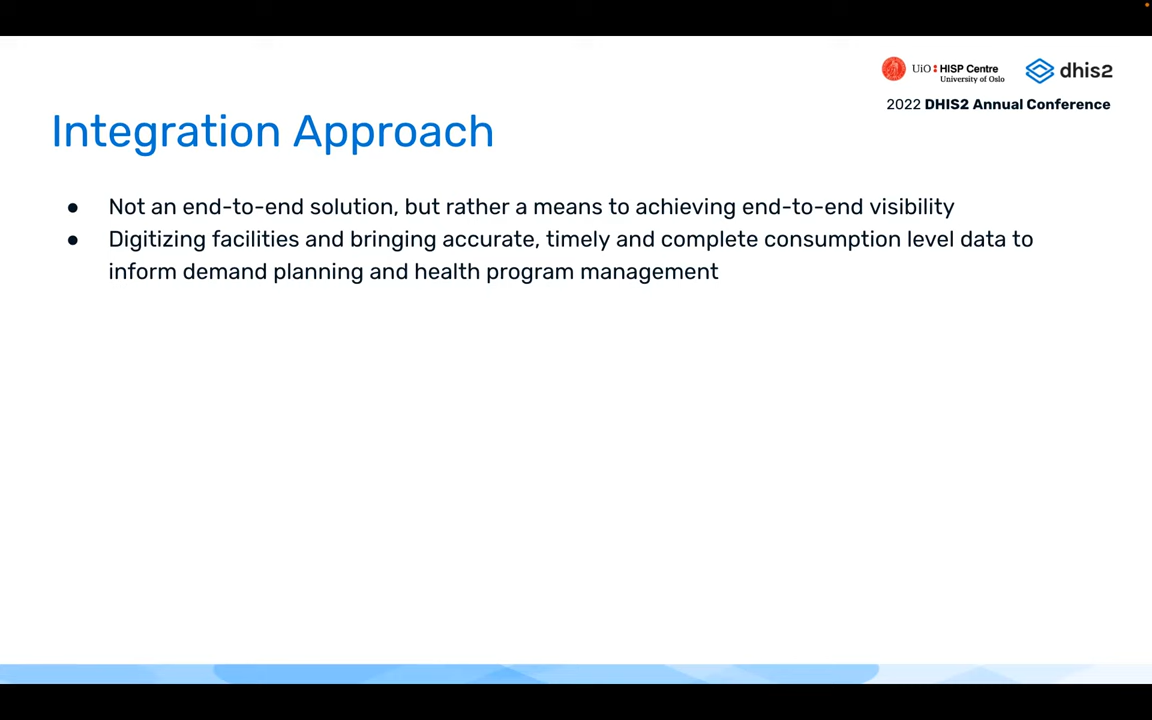 UiO HISP Centre
University of Oslo
dhis2
2022 DHIS2 Annual Conference
Integration Approach
● Not an end-to-end solution, but rather a means to achieving end-to-end visibility
● Digitizing facilities and bringing accurate, timely and complete consumption level data to
inform demand planning and health program management